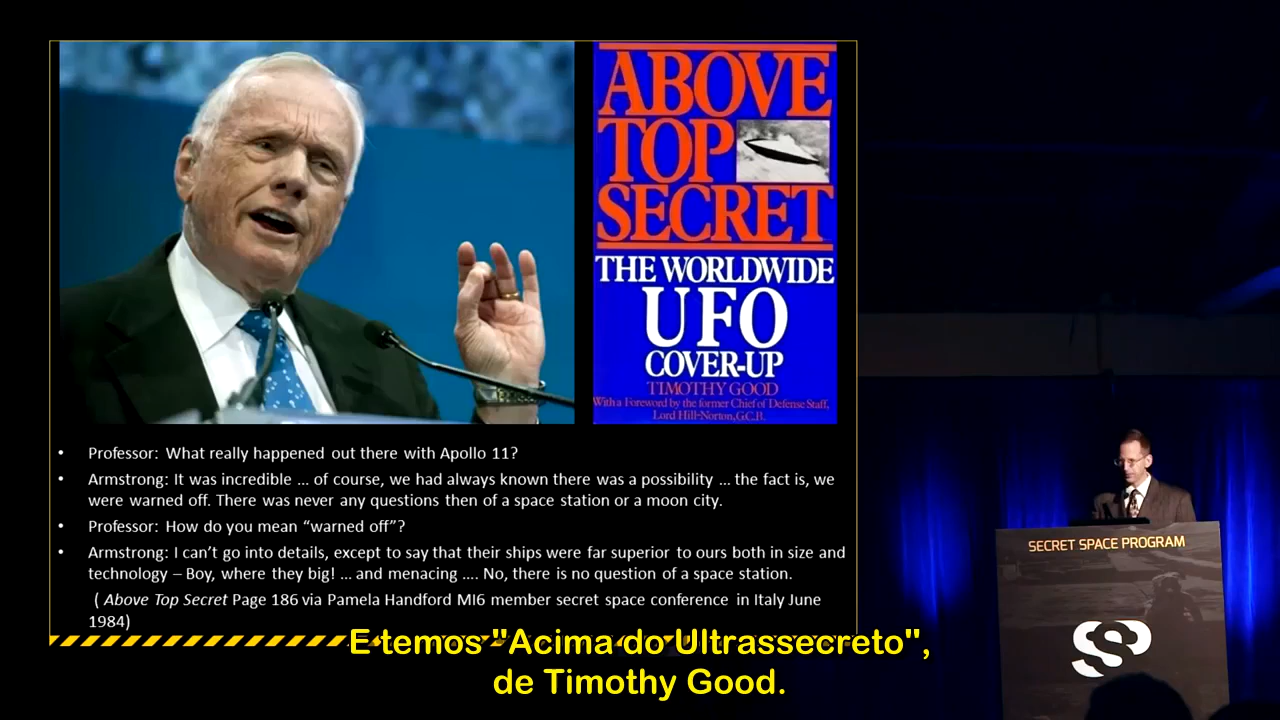 ABOVE
TOP
SECRET
THE WORLDWIDE
UFO
COVER-UP
TIMOTHY GOOD
With a Foreword by the former Chief of Defense Staff,
Lord Hill-Norton, G.C.B.
• Professor: What really happened out there with Apollo 11?
• Armstrong: It was incredible ... of course, we had always known there was a possibility ... the fact is, we
were warned off. There was never any questions then of a space station or a moon city.
• Professor: How do you mean “warned off”?
• Armstrong: I can’t go into details, except to say that their ships were far superior to ours both in size and
technology – Boy, where they big! ... and menacing .... No, there is no question of a space station.
( Above Top Secret Page 186 via Pamela Handford MI6 member secret space conference in Italy June
1984)
SECRET SPACE PROGRAM
E temos "Acima do Ultrassecreto",
de Timothy Good.